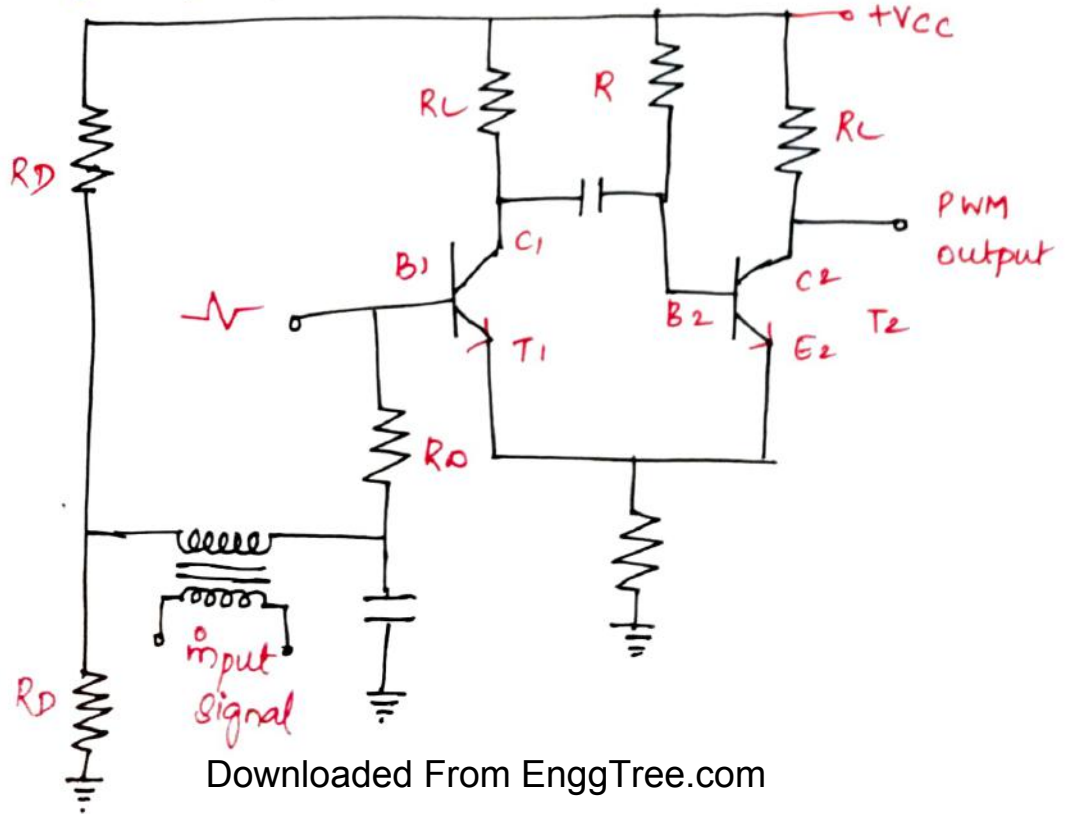 +VCC
RL
R
RL
RD
PWM
output
C1
B1
C2
B2
T2
T1
E2
RD
input
signal
RD
Downloaded From EnggTree.com